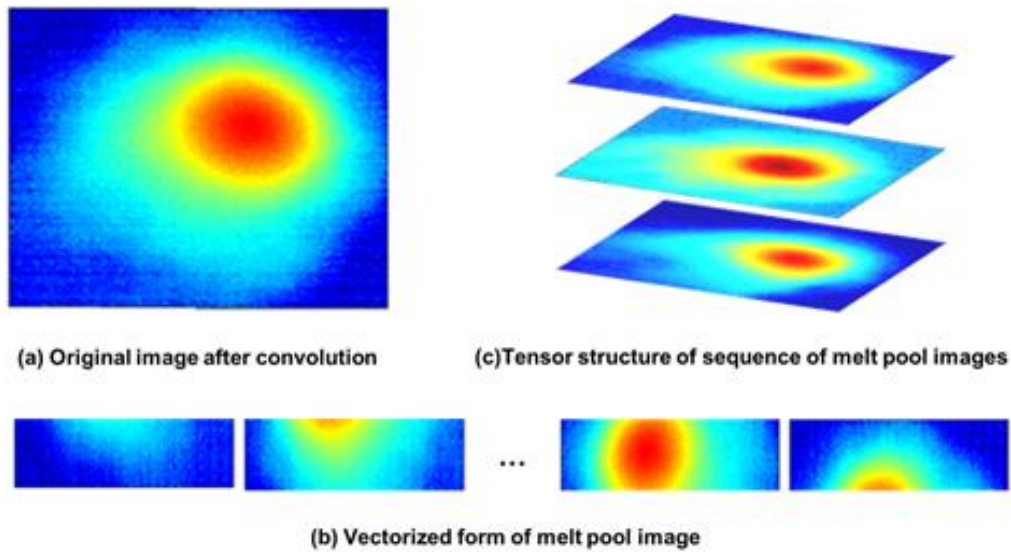 (a) Original image after convolution
(c)Tensor structure of sequence of melt pool images
...
(b) Vectorized form of melt pool image